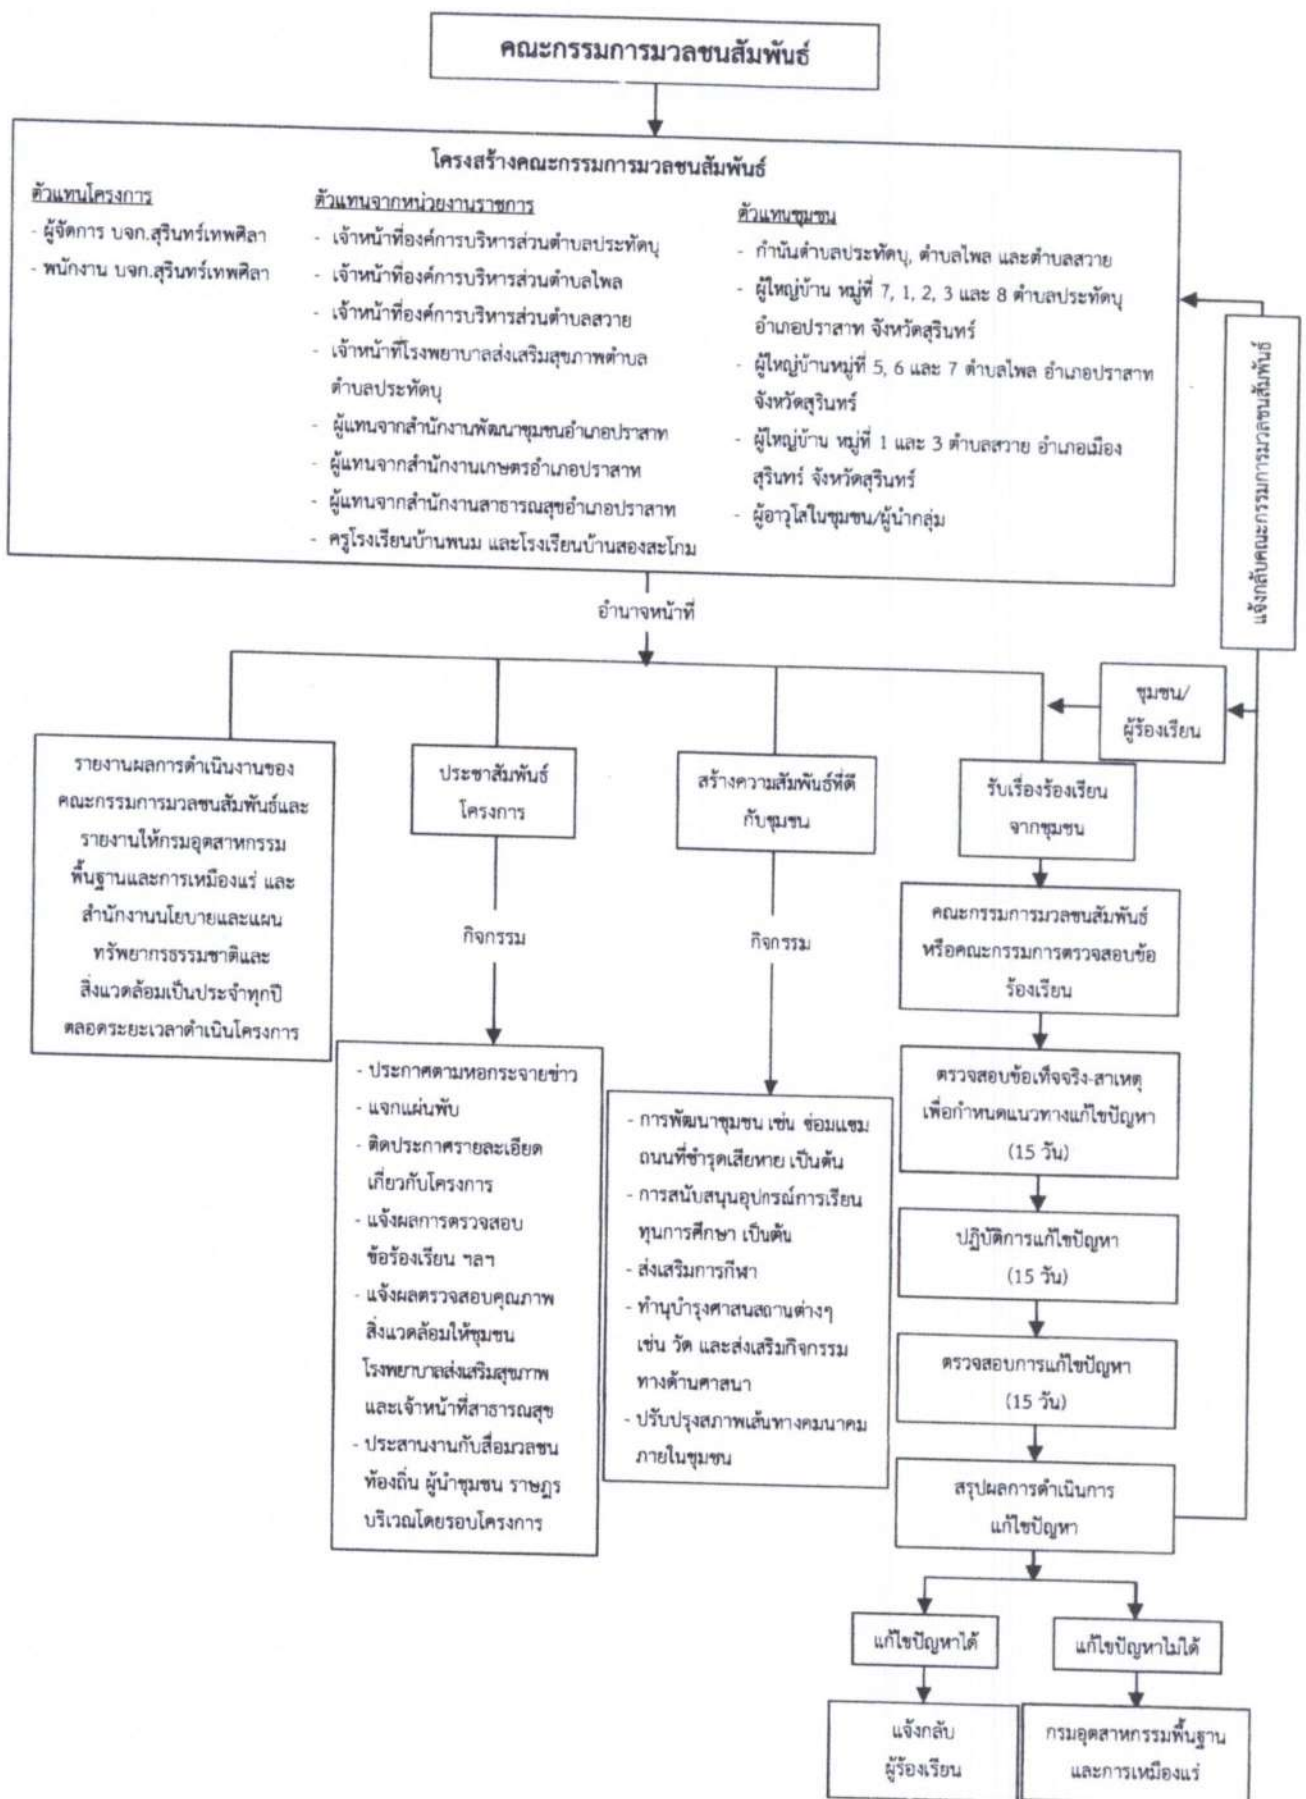 คณะกรรมการมวลชนสัมพันธ์
โครงสร้างคณะกรรมการมวลชนสัมพันธ์
ตัวแทนโครงการ
- ผู้จัดการ บจก.สุรินทร์เทพศิลา
- พนักงาน บจก.สุรินทร์เทพศิลา
ตัวแทนจากหน่วยงานราชการ
- เจ้าหน้าที่องค์การบริหารส่วนตำบลประทัดบุ
- เจ้าหน้าที่องค์การบริหารส่วนตำบลไพล
- เจ้าหน้าที่องค์การบริหารส่วนตำบลสวาย
- เจ้าหน้าที่โรงพยาบาลส่งเสริมสุขภาพตำบล
ตำบลประทัดบุ
- ผู้แทนจากสำนักงานพัฒนาชุมชนอำเภอปราสาท
- ผู้แทนจากสำนักงานเกษตรอำเภอปราสาท
- ผู้แทนจากสำนักงานสาธารณสุขอำเภอปราสาท
- ครูโรงเรียนบ้านพนม และโรงเรียนบ้านสองสะโกม
ตัวแทนชุมชน
- กำนันตำบลประทัดบุ, ตำบลไพล และตำบลสวาย
- ผู้ใหญ่บ้าน หมู่ที่ 7, 1, 2, 3 และ 8 ตำบลประทัดบุ
อำเภอปราสาท จังหวัดสุรินทร์
- ผู้ใหญ่บ้านหมู่ที่ 5, 6 และ 7 ตำบลไพล อำเภอปราสาท
จังหวัดสุรินทร์
- ผู้ใหญ่บ้าน หมู่ที่ 1 และ 3 ตำบลสวาย อำเภอเมือง
สุรินทร์ จังหวัดสุรินทร์
- ผู้อาวุโสในชุมชน/ผู้นำกลุ่ม
แจ้งกลับคณะกรรมการมวลชนสัมพันธ์
อำนาจหน้าที่
ชุมชน/
ผู้ร้องเรียน
รายงานผลการดำเนินงานของ
คณะกรรมการมวลชนสัมพันธ์และ
รายงานให้กรมอุตสาหกรรม
พื้นฐานและการเหมืองแร่ และ
สำนักงานนโยบายและแผน
ทรัพยากรธรรมชาติและ
สิ่งแวดล้อมเป็นประจำทุกปี
ตลอดระยะเวลาดำเนินโครงการ
ประชาสัมพันธ์
โครงการ
กิจกรรม
- ประกาศตามหอกระจายข่าว
- แจกแผ่นพับ
- ติดประกาศรายละเอียด
เกี่ยวกับโครงการ
- แจ้งผลการตรวจสอบ
ข้อร้องเรียน ฯลฯ
- แจ้งผลตรวจสอบคุณภาพ
สิ่งแวดล้อมให้ชุมชน
โรงพยาบาลส่งเสริมสุขภาพ
และเจ้าหน้าที่สาธารณสุข
- ประสานงานกับสื่อมวลชน
ท้องถิ่น ผู้นำชุมชน ราษฎร
บริเวณโดยรอบโครงการ
สร้างความสัมพันธ์ที่ดี
กับชุมชน
กิจกรรม
- การพัฒนาชุมชน เช่น ซ่อมแซม
ถนนที่ชำรุดเสียหาย เป็นต้น
- การสนับสนุนอุปกรณ์การเรียน
ทุนการศึกษา เป็นต้น
- ส่งเสริมการกีฬา
- ทำนุบำรุงศาสนสถานต่างๆ
เช่น วัด และส่งเสริมกิจกรรม
ทางด้านศาสนา
- ปรับปรุงสภาพเส้นทางคมนาคม
ภายในชุมชน
รับเรื่องร้องเรียน
จากชุมชน
คณะกรรมการมวลชนสัมพันธ์
หรือคณะกรรมการตรวจสอบข้อ
ร้องเรียน
ตรวจสอบข้อเท็จจริง-สาเหตุ
เพื่อกำหนดแนวทางแก้ไขปัญหา
(15 วัน)
ปฏิบัติการแก้ไขปัญหา
(15 วัน)
ตรวจสอบการแก้ไขปัญหา
(15 วัน)
สรุปผลการดำเนินการ
แก้ไขปัญหา
แก้ไขปัญหาได้
แก้ไขปัญหาไม่ได้
แจ้งกลับ
ผู้ร้องเรียน
กรมอุตสาหกรรมพื้นฐาน
และการเหมืองแร่